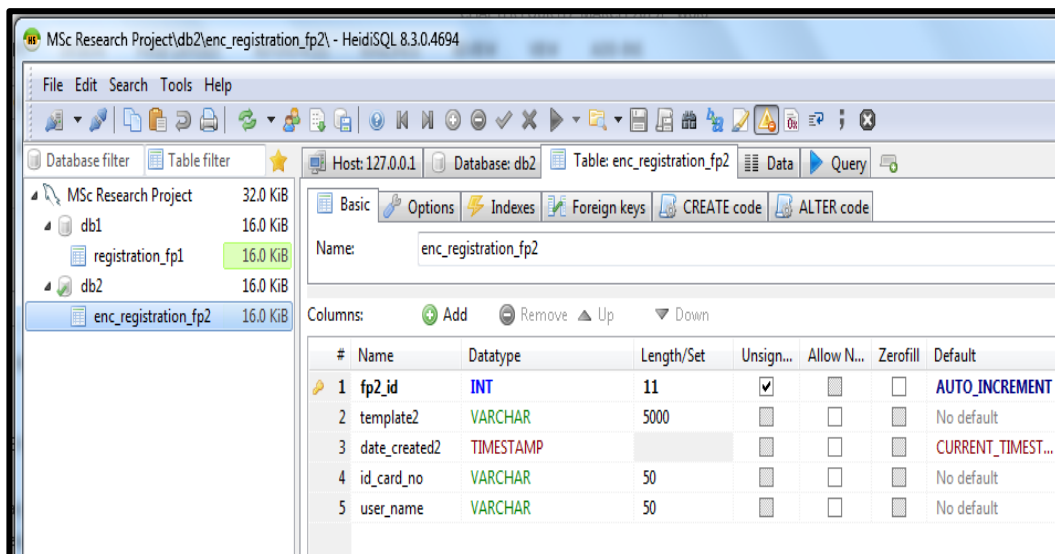 MSc Research Project\db2\enc_registration_fp2\ - HeidiSQL 8.3.0.4694
File Edit Search Tools Help
Database filter Table filter
Host: 127.0.0.1 Database: db2 Table: enc_registration_fp2 Data Query
MSc Research Project 32.0 KiB
db1 16.0 KiB
registration_fp1 16.0 KiB
db2 16.0 KiB
enc_registration_fp2 16.0 KiB
Basic Options Indexes Foreign keys CREATE code ALTER code
Name: enc_registration_fp2
Columns: Add Remove Up Down
# Name Datatype Length/Set Unsign... Allow N... Zerofill Default
1 fp2_id INT 11 AUTO_INCREMENT
2 template2 VARCHAR 5000 No default
3 date_created2 TIMESTAMP CURRENT_TIMEST...
4 id_card_no VARCHAR 50 No default
5 user_name VARCHAR 50 No default